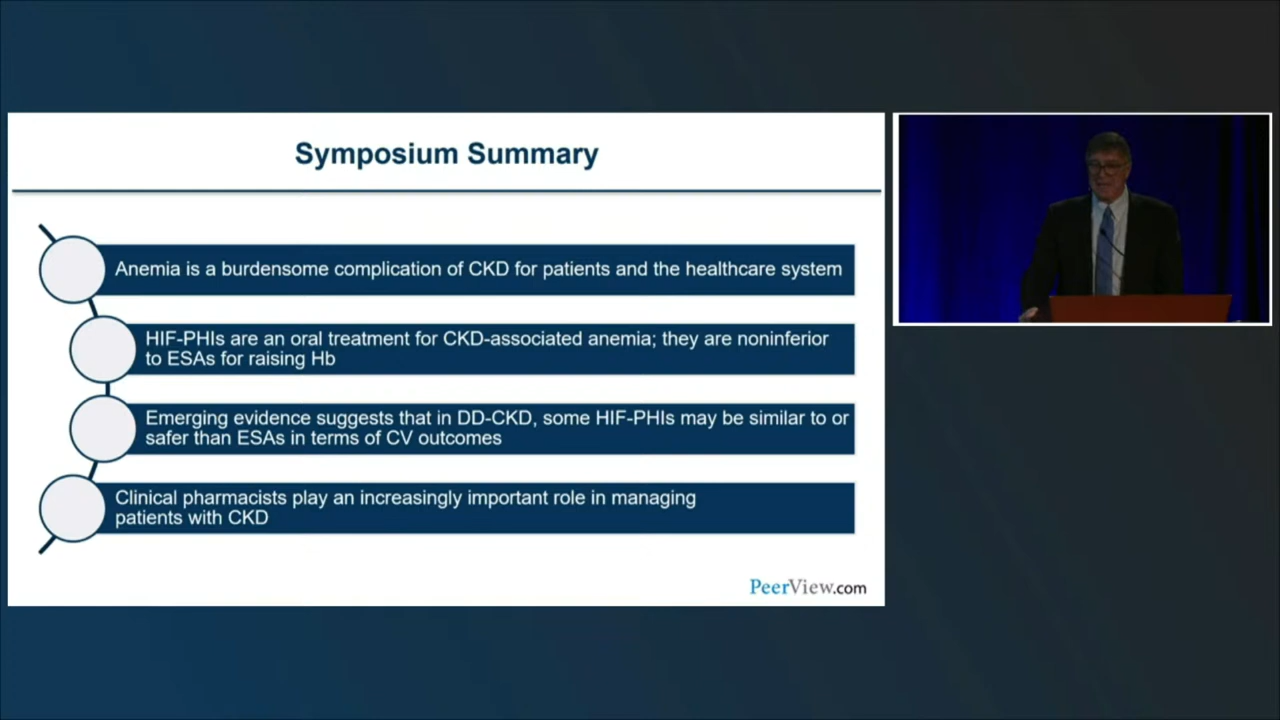 Symposium Summary
Anemia is a burdensome complication of CKD for patients and the healthcare system
HIF-PHIs are an oral treatment for CKD-associated anemia; they are noninferior
to ESAs for raising Hb
Emerging evidence suggests that in DD-CKD, some HIF-PHIs may be similar to or
safer than ESAs in terms of CV outcomes
Clinical pharmacists play an increasingly important role in managing
patients with CKD
PeerView.com